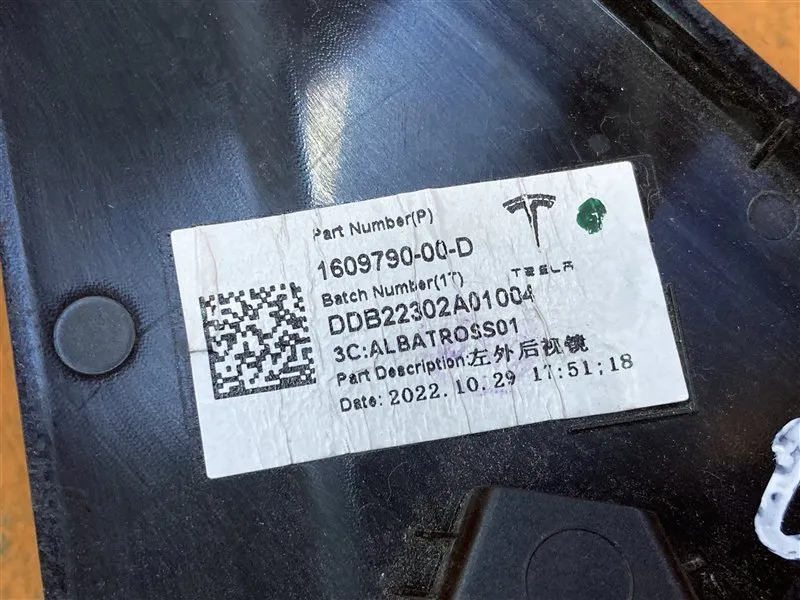 Part Number(P)
1609790-00-D
TESLA
Batch Number(1T)
DDB22302A01004
3C:ALBATROSS01
Part Description:左外后视镜
Date: 2022.10.29 17:51:18